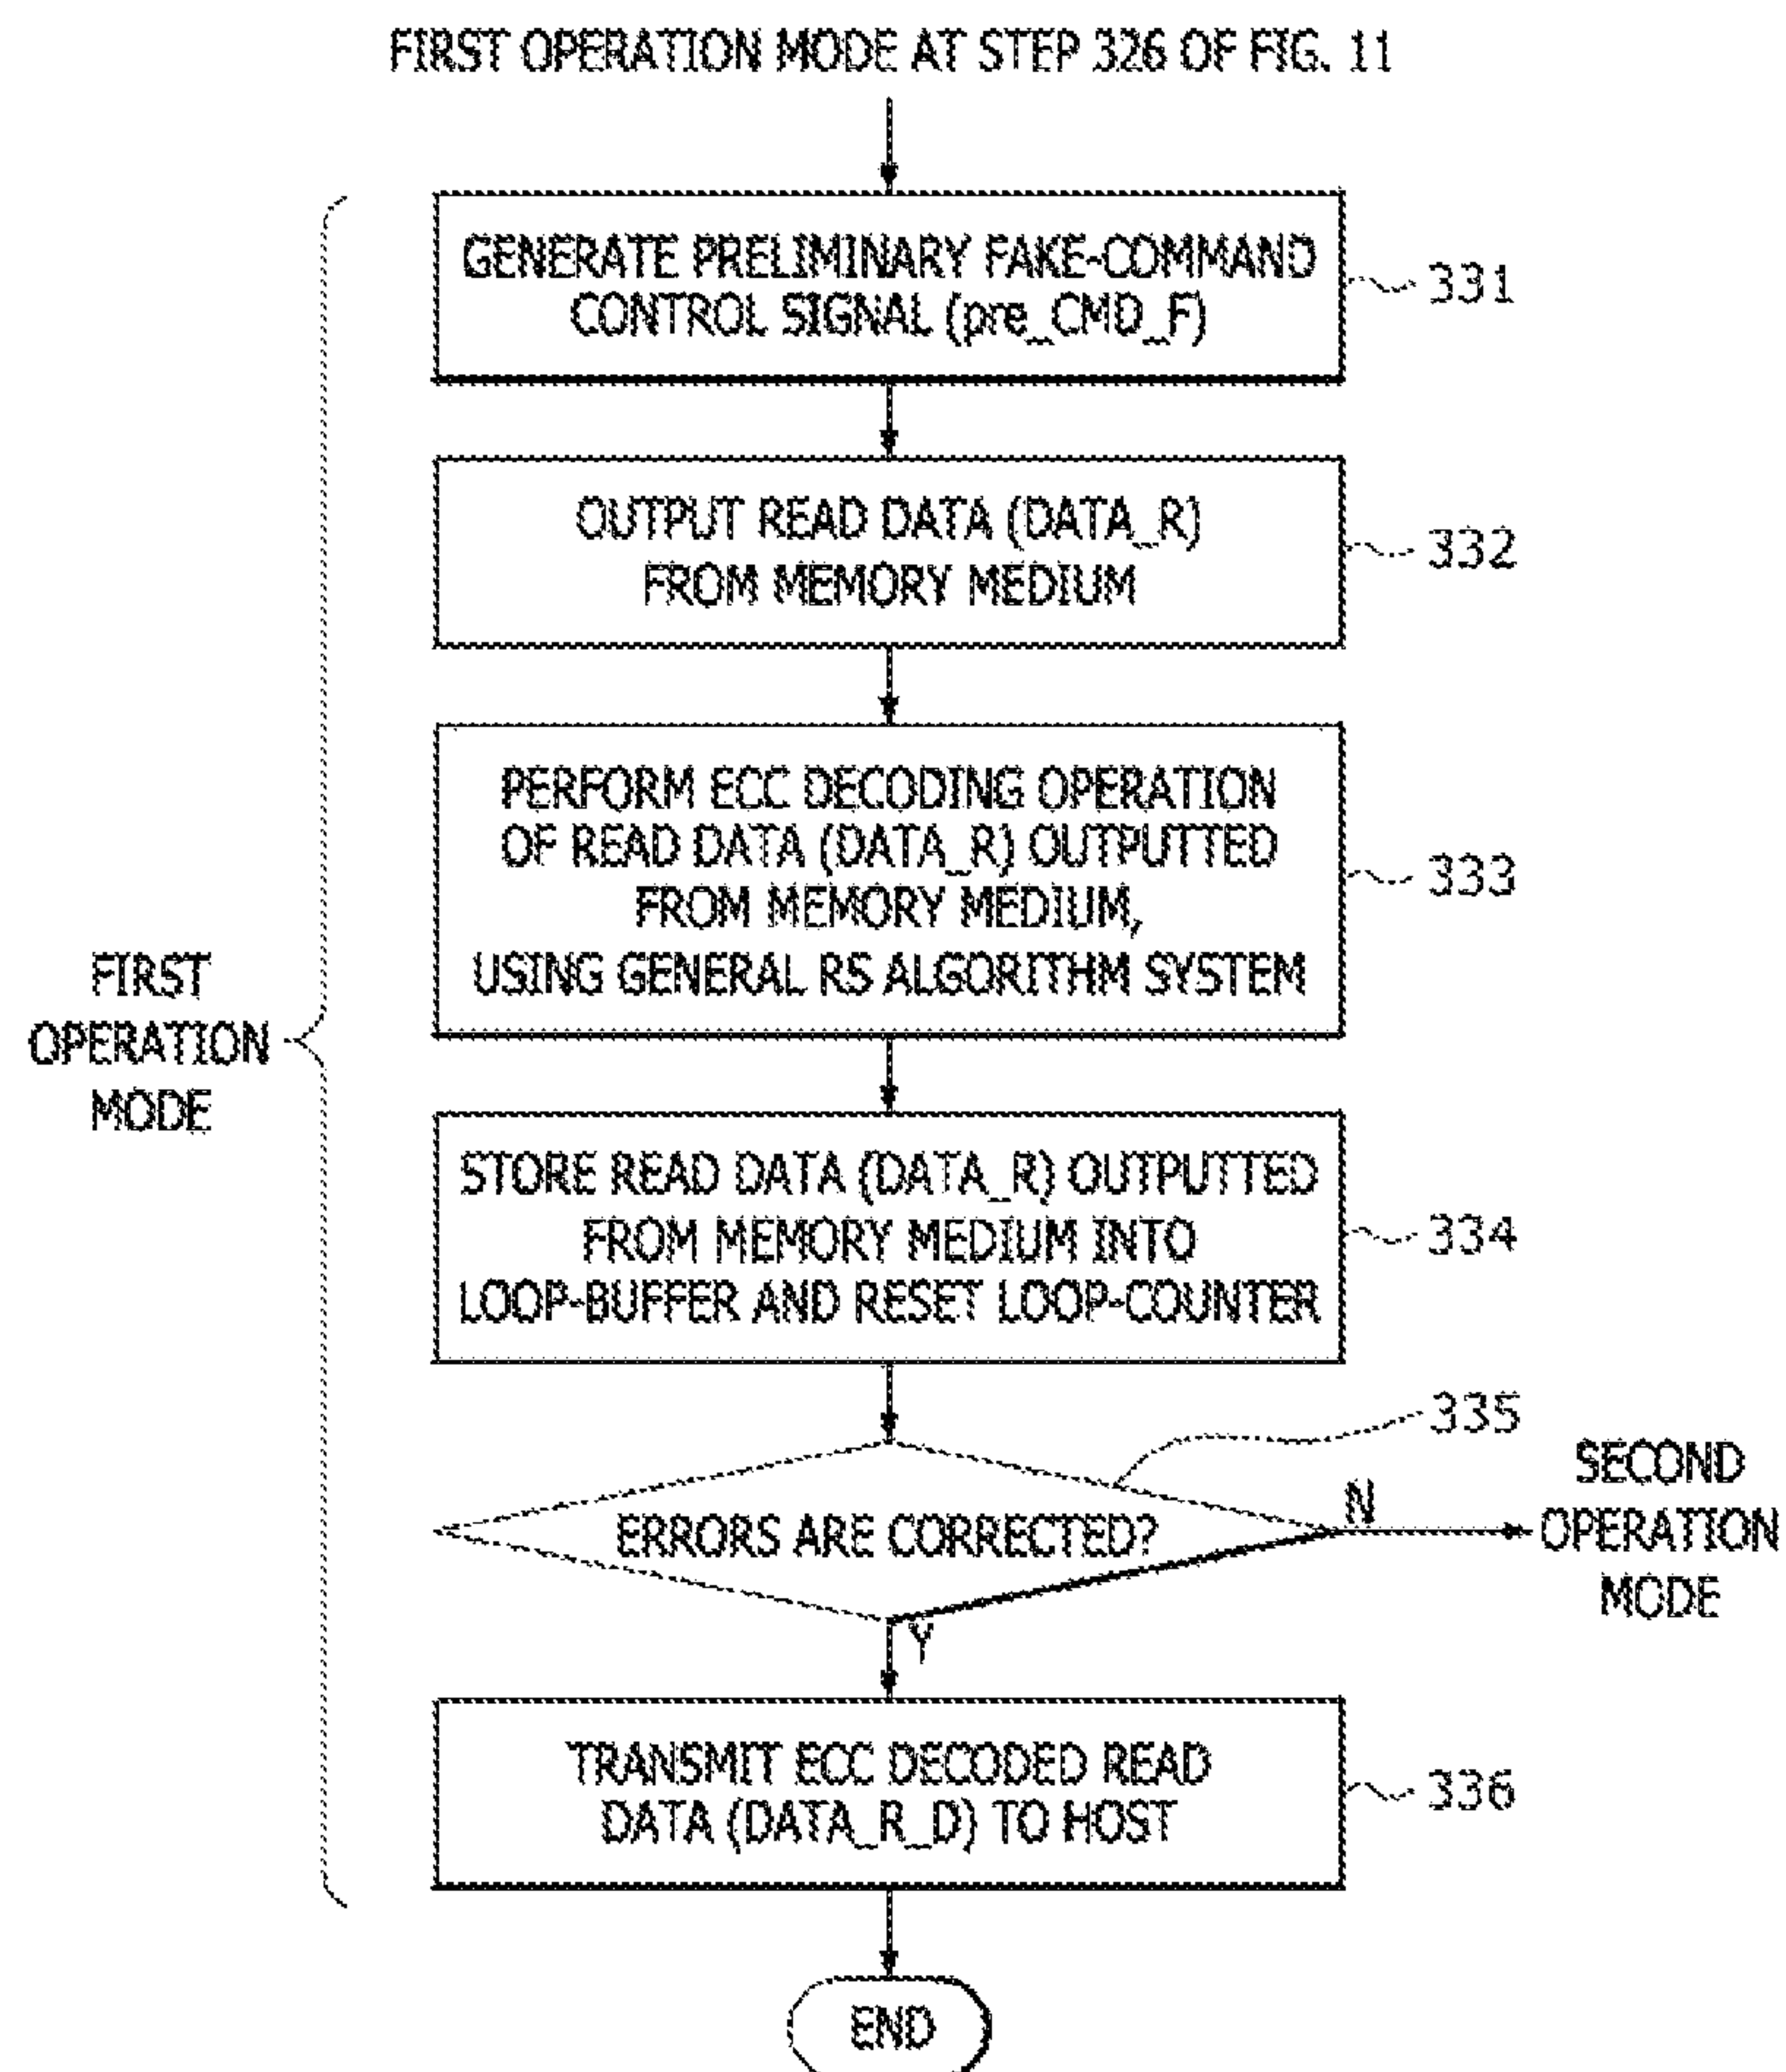 FIRST OPERATION MODE AT STEP 326 OF FIG. 11
GENERATE PRELIMINARY FAKE-COMMAND
CONTROL SIGNAL (pre_CMD_F)
331
OUTPUT READ DATA (DATA_R)
FROM MEMORY MEDIUM
332
PERFORM ECC DECODING OPERATION
OF READ DATA (DATA_R) OUTPUTTED
FROM MEMORY MEDIUM,
USING GENERAL RS ALGORITHM SYSTEM
333
FIRST
OPERATION
MODE
STORE READ DATA (DATA_R) OUTPUTTED
FROM MEMORY MEDIUM INTO
LOOP-BUFFER AND RESET LOOP-COUNTER
334
335
ERRORS ARE CORRECTED?
N
SECOND
OPERATION
MODE
Y
TRANSMIT ECC DECODED READ
DATA (DATA_R_D) TO HOST
336
END